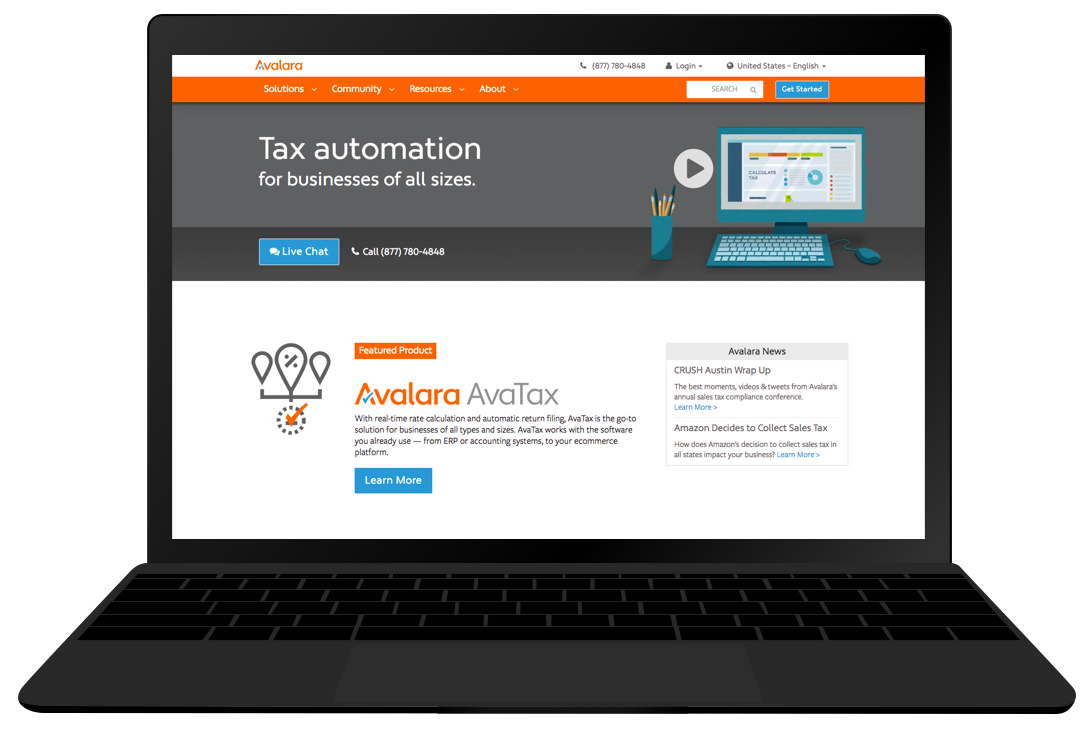 Avalara
(877) 780-4848
Login
United States – English
Solutions
Community
Resources
About
SEARCH
Get Started
Tax automation
for businesses of all sizes.
CALCULATE
TAX
Live Chat
Call (877) 780-4848
Featured Product
Avalara AvaTax
With real-time rate calculation and automatic return filing, AvaTax is the go-to
solution for businesses of all types and sizes. AvaTax works with the software
you already use — from ERP or accounting systems, to your ecommerce
platform.
Learn More
Avalara News
CRUSH Austin Wrap Up
The best moments, videos & tweets from Avalara's
annual sales tax compliance conference.
Learn More >
Amazon Decides to Collect Sales Tax
How does Amazon's decision to collect sales tax in
all states impact your business? Learn More >